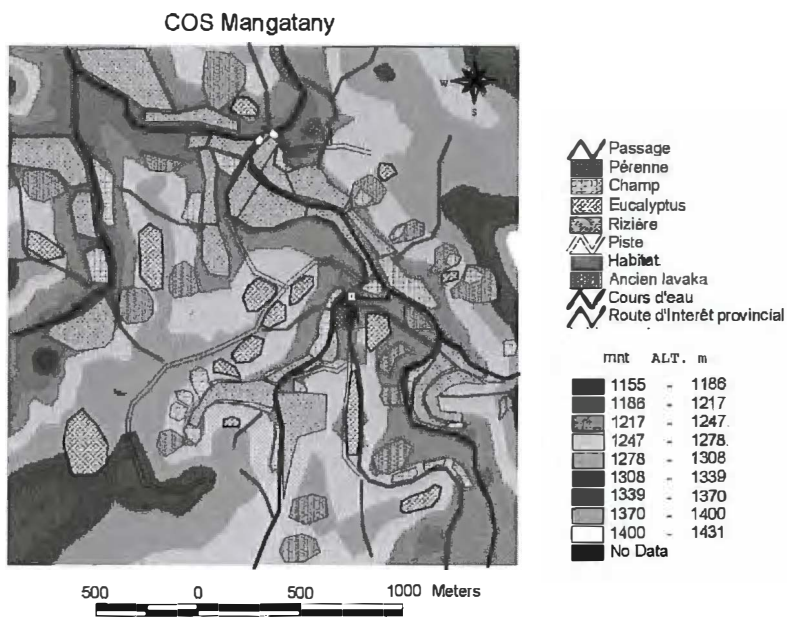 COS Mangatany
W
S
Passage
Pérenne
Champ
Eucalyptus
Rizière
Piste
Habitat
Ancien lavaka
Cours d'eau
Route d'Interêt provincial
mnt ALT. m
1155 - 1186
1186 - 1217
1217 - 1247
1247 - 1278
1278 - 1308
1308 - 1339
1339 - 1370
1370 - 1400
1400 - 1431
No Data
500 0 500 1000 Meters